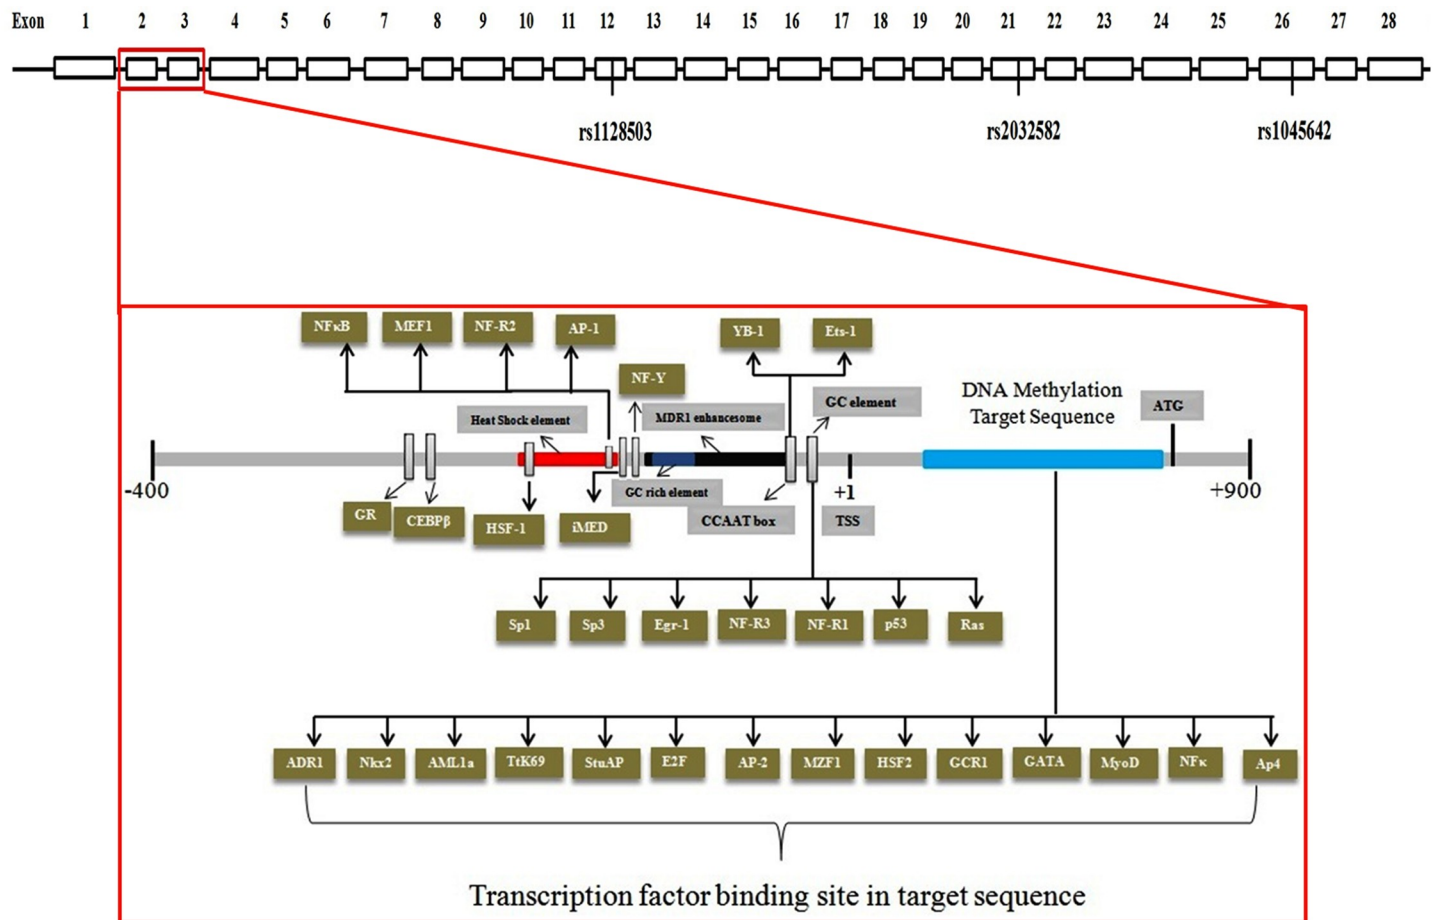 Exon 1 2 3 4 5 6 7 8 9 10 11 12 13 14 15 16 17 18 19 20 21 22 23 24 25 26 27 28
rs1128503 rs2032582 rs1045642
NFκB MEF1 NF-R2 AP-1 YB-1 Ets-1
NF-Y
Heat Shock element MDR1 enhancesome GC element
DNA Methylation
Target Sequence
ATG
-400 +1 +900
GC rich element
GR CEBPβ HSF-1 iMED CCAAT box TSS
Sp1 Sp3 Egr-1 NF-R3 NF-R1 p53 Ras
ADR1 Nkx2 AML1a TtK69 StuAP E2F AP-2 MZF1 HSF2 GCR1 GATA MyoD NFκ Ap4
Transcription factor binding site in target sequence